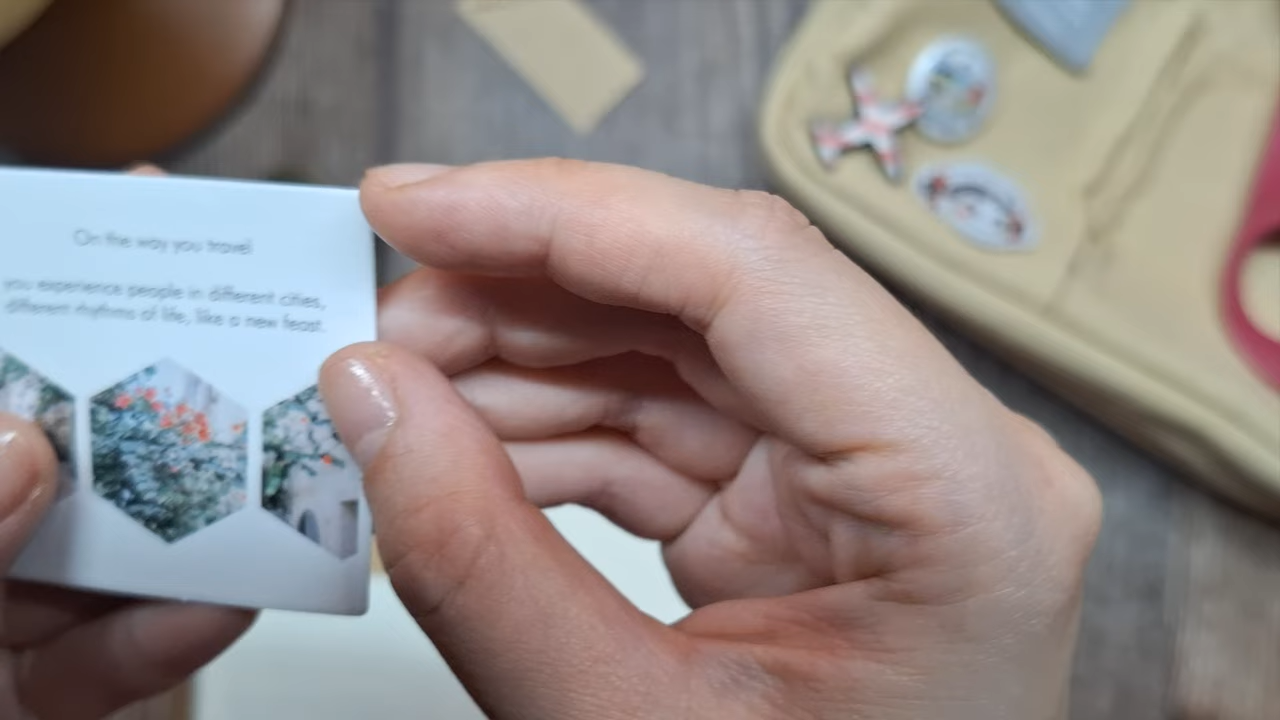 On the way you travel
you experience people in different cities,
different rhythms of life, like a new feast.